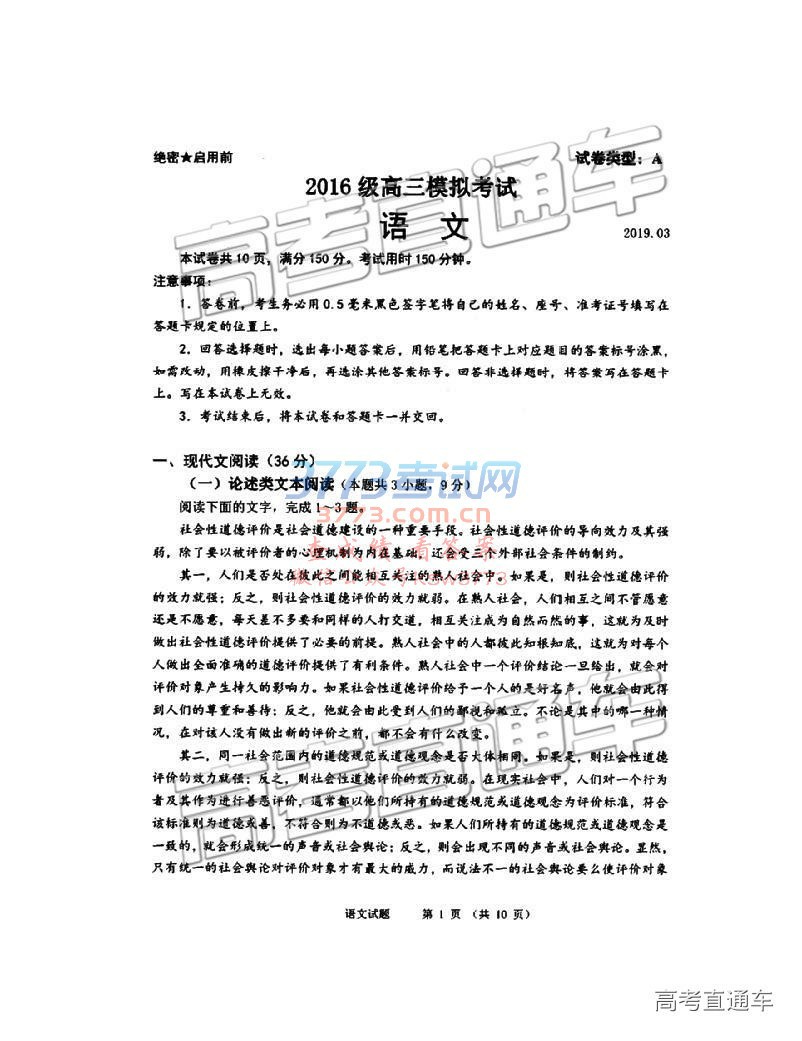 绝密★启用前 试卷类型：A
2016 级高三模拟考试
语 文
2019.03
本试卷共10页，满分150分。考试用时150分钟。
注意事项：
1．答卷前，考生务必用0.5毫米黑色签字笔将自己的姓名、座号、准考证号填写在
答题卡规定的位置上。
2．回答选择题时，选出每小题答案后，用铅笔把答题卡上对应题目的答案标号涂黑，
如需改动，用橡皮擦干净后，再选涂其他答案标号。回答非选择题时，将答案写在答题卡
上。写在本试卷上无效。
3．考试结束后，将本试卷和答题卡一并交回。
一、现代文阅读（36分）
（一）论述类文本阅读（本题共3小题，9分）
阅读下面的文字，完成1～3题。
社会性道德评价是社会道德建设的一种重要手段。社会性道德评价的导向效力及其强
弱，除了要以被评价者的心理机制为内在基础，还会受三个外部社会条件的制约。
其一，人们是否处在彼此之间能相互关注的熟人社会中。如果是，则社会性道德评价
的效力就强；反之，则社会性道德评价的效力就弱。在熟人社会，人们相互之间不管愿意
还是不愿意，每天差不多要和同样的人打交道，相互关注成为自然而然的事，这就为及时
做出社会性道德评价提供了必要的前提。熟人社会中的人都彼此知根知底，这就为对每个
人做出全面准确的道德评价提供了有利条件。熟人社会中一个评价结论一旦给出，就会对
评价对象产生持久的影响力。如果社会性道德评价给予一个人的是好名声，他就会由此得
到人们的尊重和善待；反之，他就会由此受到人们的鄙视和孤立。不论是其中的哪一种情
况，在对该人没有做出新的评价之前，都不会有什么改变。
其二，同一社会范围内的道德规范或道德观念是否大体相同。如果是，则社会性道德
评价的效力就强；反之，则社会性道德评价的效力就弱。在现实社会中，人们对一个行为
者及其作为进行善恶评价，通常都以他们所持有的道德规范或道德观念为评价标准，符合
该标准则为道德或善，不符合则为不道德或恶。如果人们所持有的道德规范或道德观念是
一致的，就会形成统一的声音或社会舆论；反之，则会出现不同的声音或社会舆论。显然，
只有统一的社会舆论对评价对象才有最大的威力，而说法不一的社会舆论要么使评价对象
语文试题 第 1 页 （共 10 页）
高考直通车
高考直通车
高考直通车
3773考试网
3773.com.cn
查成绩 看答案
高考直通车